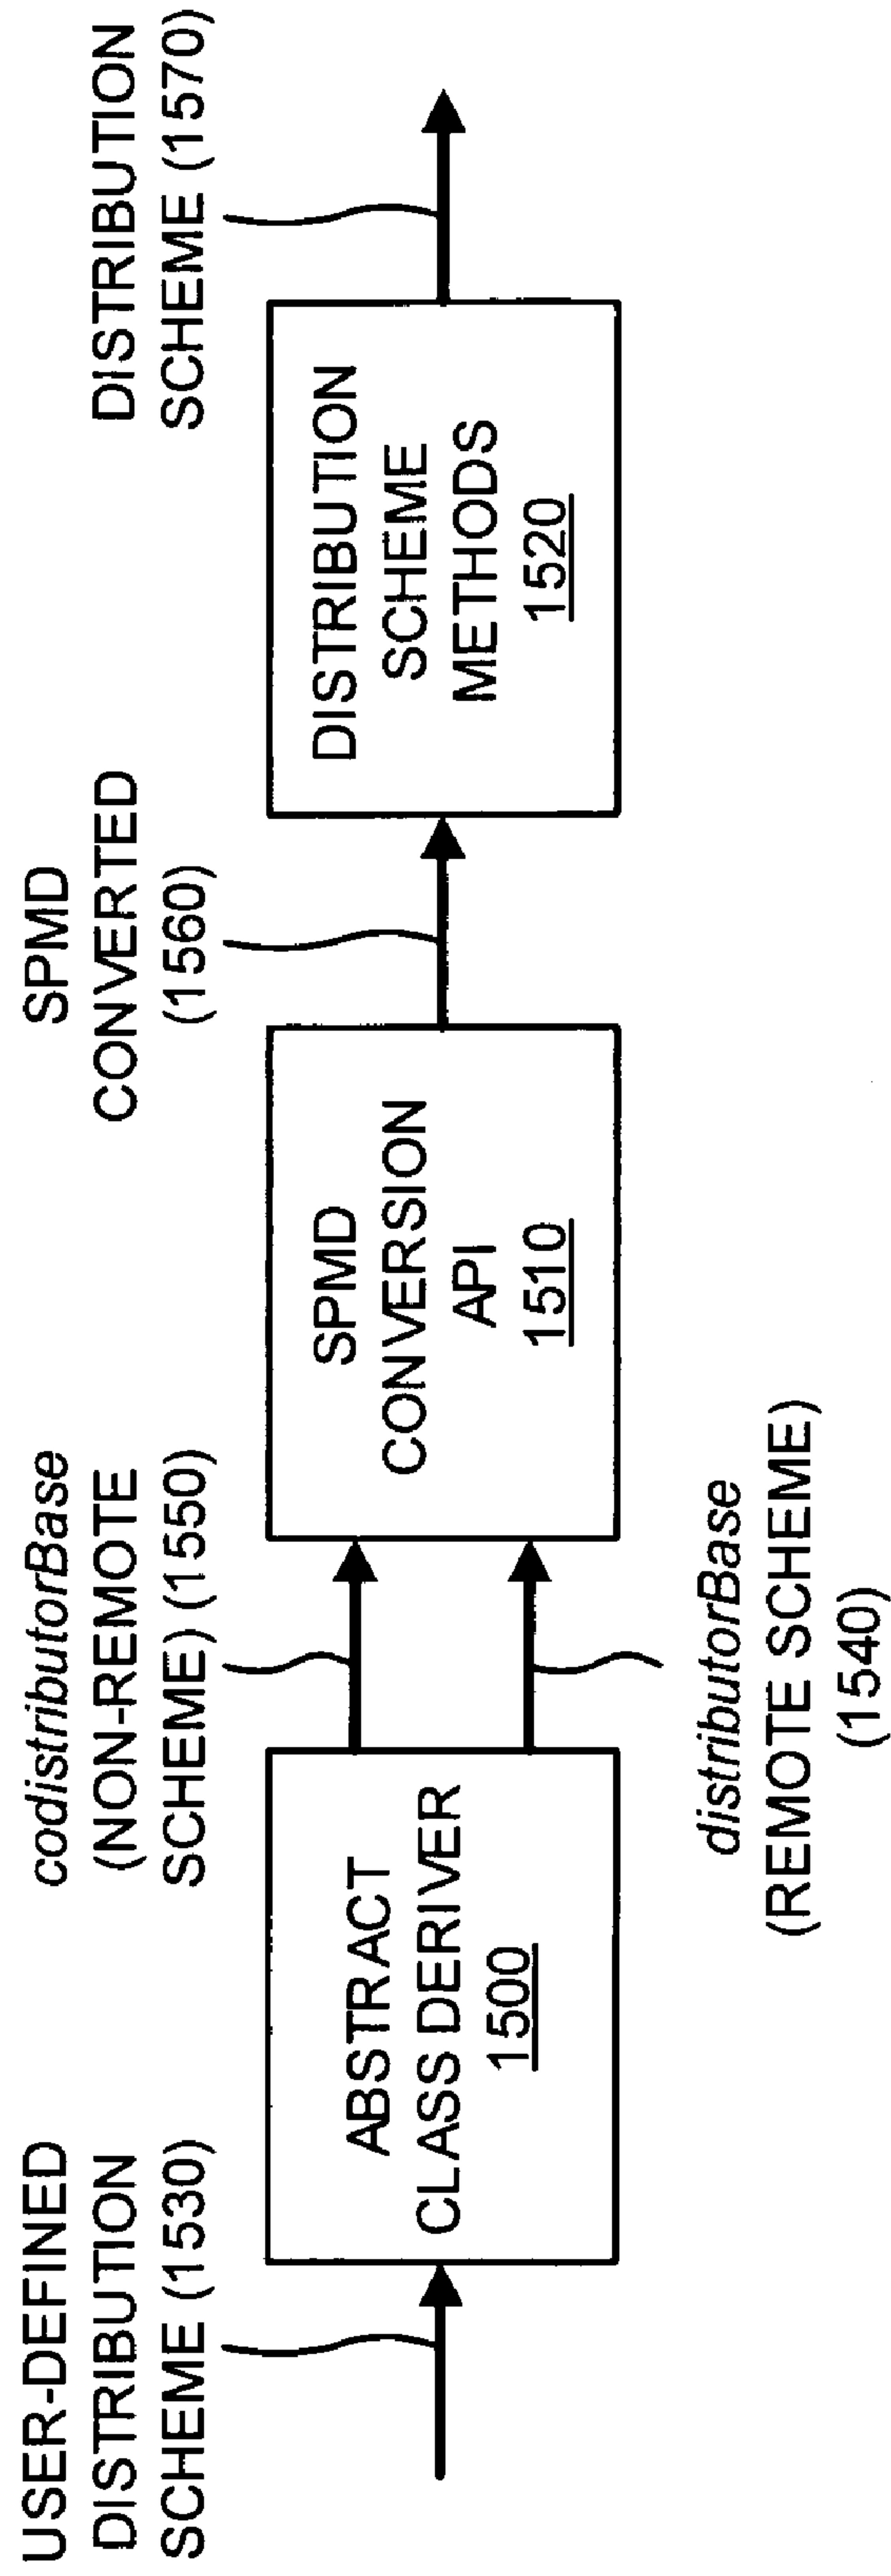 USER-DEFINED
DISTRIBUTION
SCHEME (1530)
ABSTRACT
CLASS DERIVER
1500
codistributorBase
(NON-REMOTE
SCHEME) (1550)
distributorBase
(REMOTE SCHEME)
(1540)
SPMD
CONVERSION
API
1510
SPMD
CONVERTED
(1560)
DISTRIBUTION
SCHEME
METHODS
1520
DISTRIBUTION
SCHEME (1570)